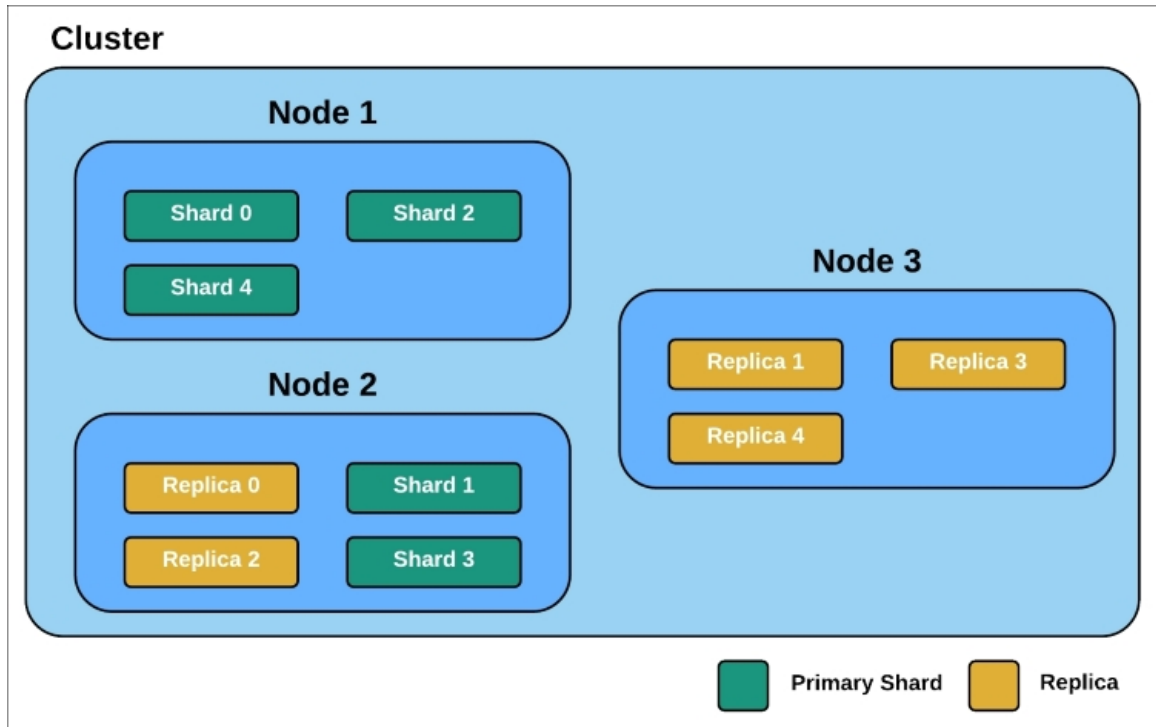 Cluster
Node 1
Shard 0
Shard 2
Shard 4
Node 2
Replica 0
Shard 1
Replica 2
Shard 3
Node 3
Replica 1
Replica 3
Replica 4
Primary Shard
Replica